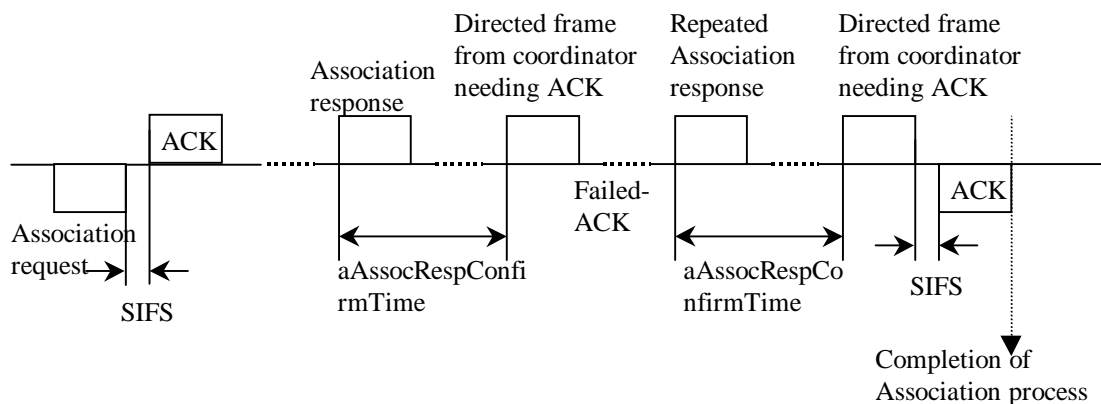 Association
response
Directed frame
from coordinator
needing ACK
Repeated
Association
response
Directed frame
from coordinator
needing ACK
ACK
Failed-
ACK
ACK
Association
request
SIFS
aAssocRespConfi
rmTime
aAssocRespCo
nfirmTime
SIFS
Completion of
Association process